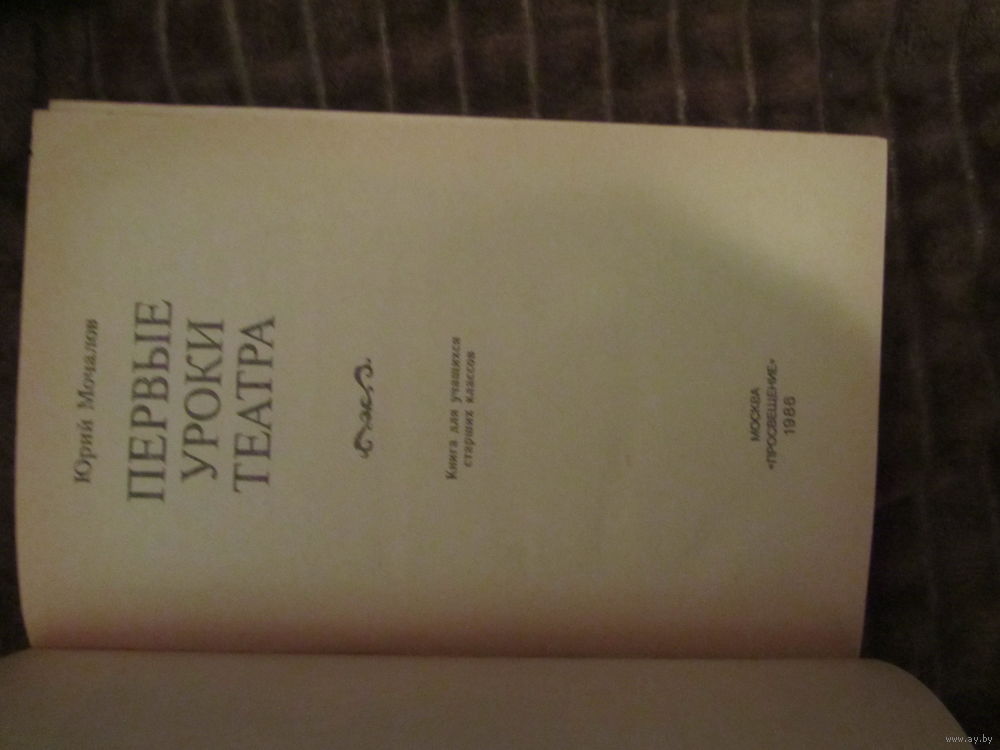 Юрий Мочалов
ПЕРВЫЕ
УРОКИ
ТЕАТРА
Книга для учащихся
старших классов
МОСКВА
«ПРОСВЕЩЕНИЕ»
1986
www.ay.by